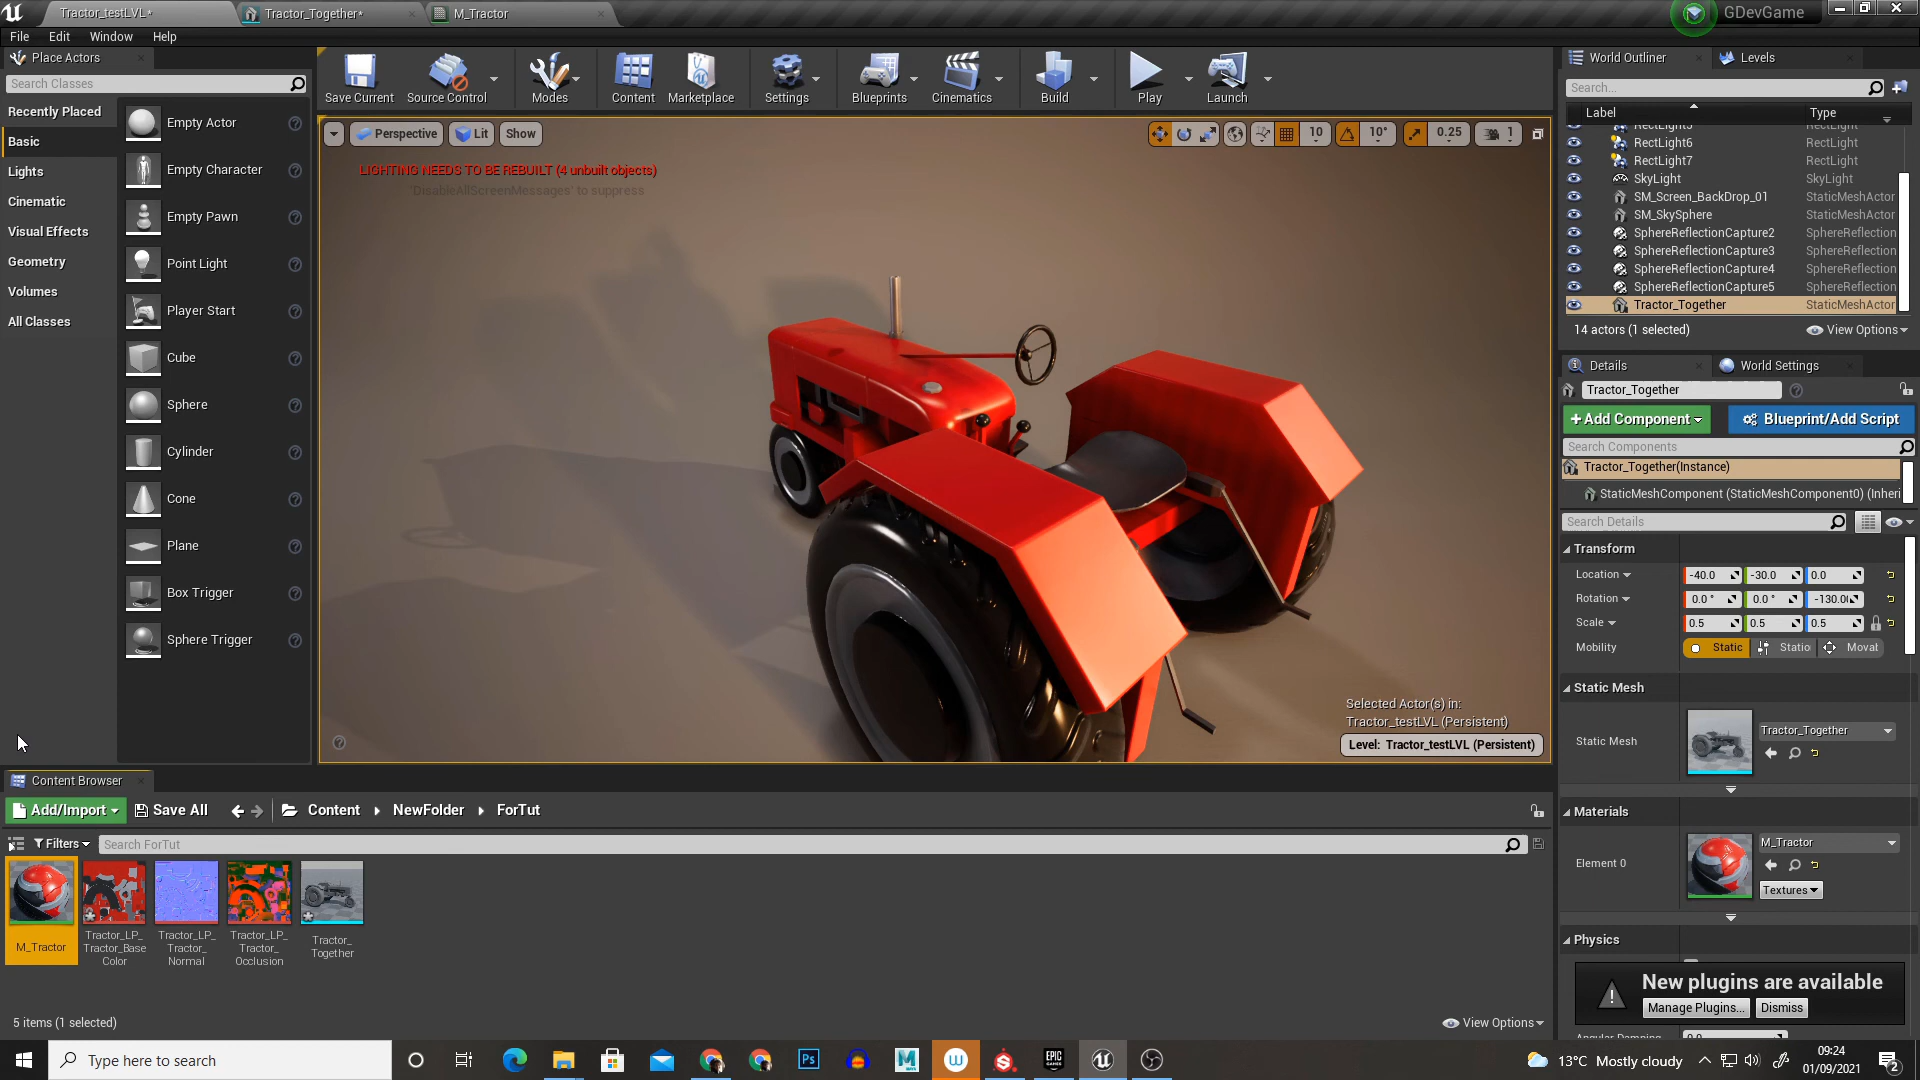 Tractor_testLVL*
Tractor_Together*
M_Tractor
GDevGame
File
Edit
Window
Help
Place Actors
Search Classes
Recently Placed
Basic
Lights
Cinematic
Visual Effects
Geometry
Volumes
All Classes
Empty Actor
Empty Character
Empty Pawn
Point Light
Player Start
Cube
Sphere
Cylinder
Cone
Plane
Box Trigger
Sphere Trigger
Save Current
Source Control
Modes
Content
Marketplace
Settings
Blueprints
Cinematics
Build
Play
Launch
Perspective
Lit
Show
10
10°
0.25
1
LIGHTING NEEDS TO BE REBUILT (4 unbuilt objects)
'DisableAllScreenMessages' to suppress
Selected Actor(s) in:
Tractor_testLVL (Persistent)
Level: Tractor_testLVL (Persistent)
World Outliner
Levels
Search...
Label
Type
RectLight5 RectLight
RectLight6 RectLight
RectLight7 RectLight
SkyLight SkyLight
SM_Screen_BackDrop_01 StaticMeshActor
SM_SkySphere StaticMeshActor
SphereReflectionCapture2 SphereReflection
SphereReflectionCapture3 SphereReflection
SphereReflectionCapture4 SphereReflection
SphereReflectionCapture5 SphereReflection
Tractor_Together StaticMeshActor
14 actors (1 selected)
View Options
Details
World Settings
Tractor_Together
+Add Component
Blueprint/Add Script
Search Components
Tractor_Together(Instance)
StaticMeshComponent (StaticMeshComponent0) (Inheri
Search Details
Transform
Location -40.0 -30.0 0.0
Rotation 0.0 ° 0.0 ° -130.0
Scale 0.5 0.5 0.5
Mobility Static Statio Movab
Static Mesh
Static Mesh
Tractor_Together
Materials
Element 0
M_Tractor
Textures
Physics
New plugins are available
Manage Plugins...
Dismiss
Angular Damping
Content Browser
Add/Import
Save All
Content
NewFolder
ForTut
Filters
Search ForTut
M_Tractor
Tractor_LP_
Tractor_Base
Color
Tractor_LP_
Tractor_
Normal
Tractor_LP_
Tractor_
Occlusion
Tractor_
Together
5 items (1 selected)
View Options
Type here to search
Ps
M
W
EPIC
GAMES
13°C Mostly cloudy
09:24
01/09/2021
2